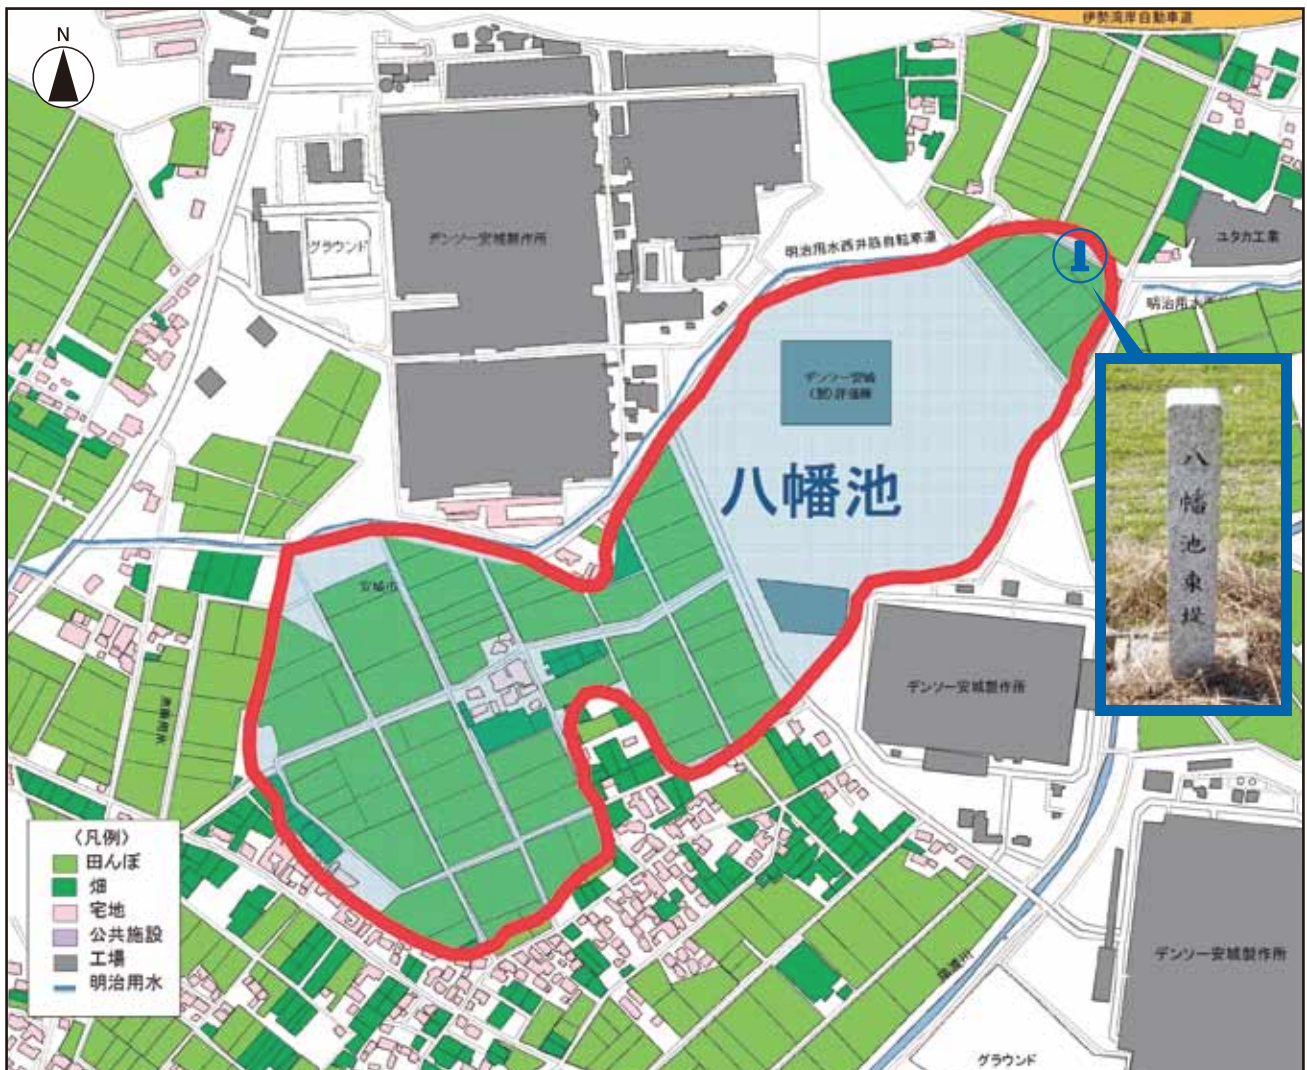 伊勢湾岸自動車道
N
グラウンド
デンソー安城製作所
明治用水西井筋自転車道
ユタカ工業
明治用水西
デンソー安城
八幡池
安城市
デンソー安城製作所
八幡池東堤
〈凡例〉
田んぼ
畑
宅地
公共施設
工場
明治用水
デンソー安城製作所
グラウンド